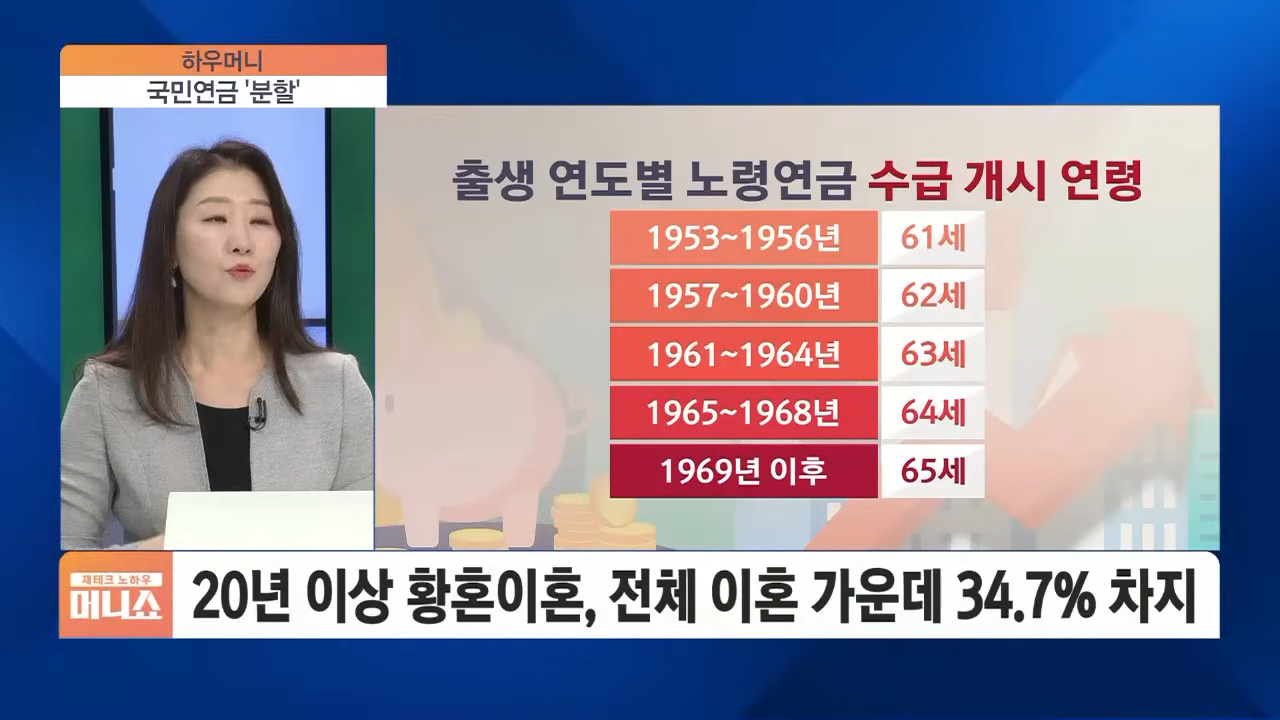 하우머니
국민연금 '분할'
출생 연도별 노령연금 수급 개시 연령
1953~1956년 61세
1957~1960년 62세
1961~1964년 63세
1965~1968년 64세
1969년 이후 65세
재테크 노하우
머니쇼
20년 이상 황혼이혼, 전체 이혼 가운데 34.7% 차지